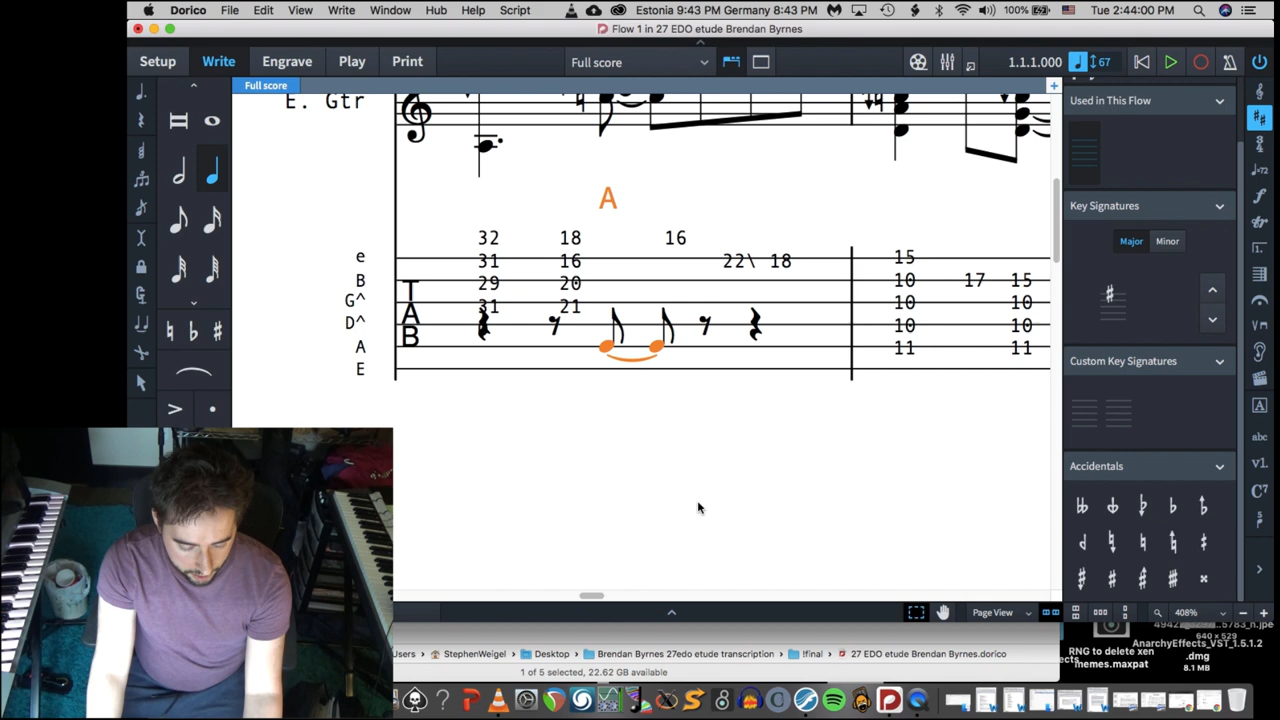 Dorico File Edit View Write Window Hub Help Script Estonia 9:43 PM Germany 8:43 PM 100% Tue 2:44:00 PM
Flow 1 in 27 EDO etude Brendan Byrnes
Setup Write Engrave Play Print Full score 1.1.1.000 67
Full score
Used in This Flow
E. Gtr
Key Signatures
A
Major Minor
32 18 16
e 31 16 22\ 18 15
B 29 20 10 17 15
G^ 31 21 10 10
D^ 10 10
A 11 11
E
T
A
B
Custom Key Signatures
Accidentals
Page View 408%
Users StephenWeigel Desktop Brendan Byrnes 27edo etude transcription !final 27 EDO etude Brendan Byrnes.dorico
1 of 5 selected, 22.62 GB available
640 × 529
AnarchyEffects_VST_1.5.1.2
.dmg
8.1 MB
RNG to delete xen
memes.maxpat